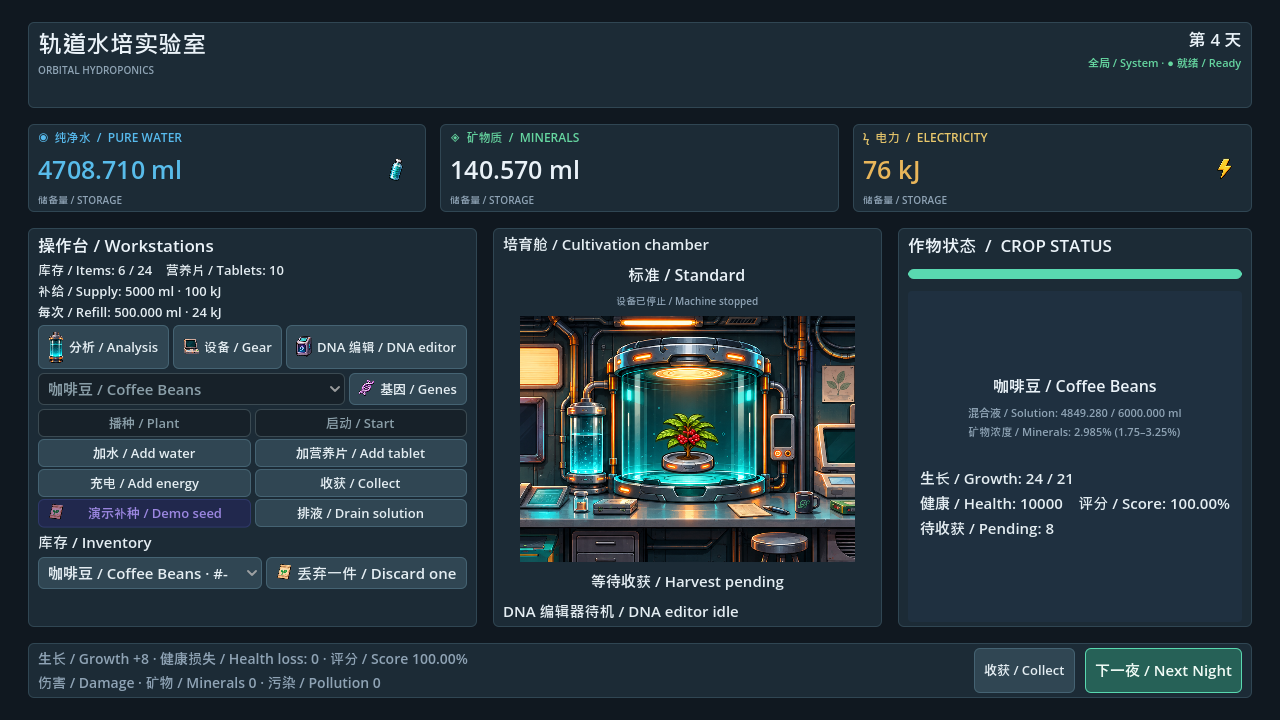 轨道水培实验室
ORBITAL HYDROPONICS
第 4 天
全局 / System · ● 就绪 / Ready
纯净水 / PURE WATER
4708.710 ml
储备量 / STORAGE
矿物质 / MINERALS
140.570 ml
储备量 / STORAGE
电力 / ELECTRICITY
76 kJ
储备量 / STORAGE
操作台 / Workstations
库存 / Items: 6 / 24 营养片 / Tablets: 10
补给 / Supply: 5000 ml · 100 kJ
每次 / Refill: 500.000 ml · 24 kJ
分析 / Analysis
设备 / Gear
DNA 编辑 / DNA editor
咖啡豆 / Coffee Beans
基因 / Genes
播种 / Plant
启动 / Start
加水 / Add water
加营养片 / Add tablet
充电 / Add energy
收获 / Collect
演示补种 / Demo seed
排液 / Drain solution
库存 / Inventory
咖啡豆 / Coffee Beans · #-
丢弃一件 / Discard one
培育舱 / Cultivation chamber
标准 / Standard
设备已停止 / Machine stopped
等待收获 / Harvest pending
DNA 编辑器待机 / DNA editor idle
作物状态 / CROP STATUS
咖啡豆 / Coffee Beans
混合液 / Solution: 4849.280 / 6000.000 ml
矿物浓度 / Minerals: 2.985% (1.75–3.25%)
生长 / Growth: 24 / 21
健康 / Health: 10000 评分 / Score: 100.00%
待收获 / Pending: 8
生长 / Growth +8 · 健康损失 / Health loss: 0 · 评分 / Score 100.00%
伤害 / Damage · 矿物 / Minerals 0 · 污染 / Pollution 0
收获 / Collect
下一夜 / Next Night